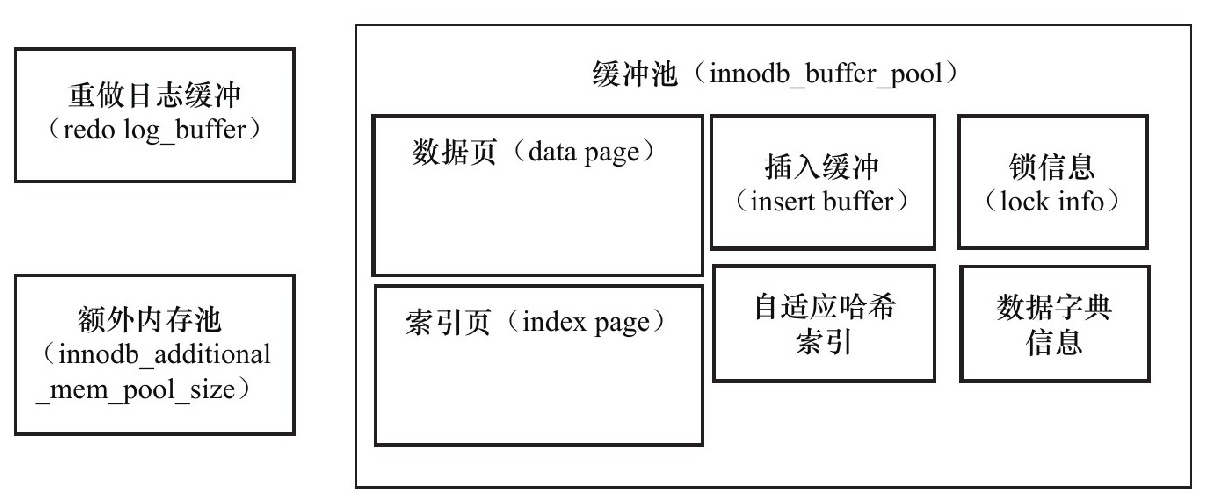 重做日志缓冲
（redo log_buffer）
额外内存池
（innodb_additional
_mem_pool_size）
缓冲池（innodb_buffer_pool）
数据页（data page）
插入缓冲
（insert buffer）
锁信息
（lock info）
索引页（index page）
自适应哈希
索引
数据字典
信息